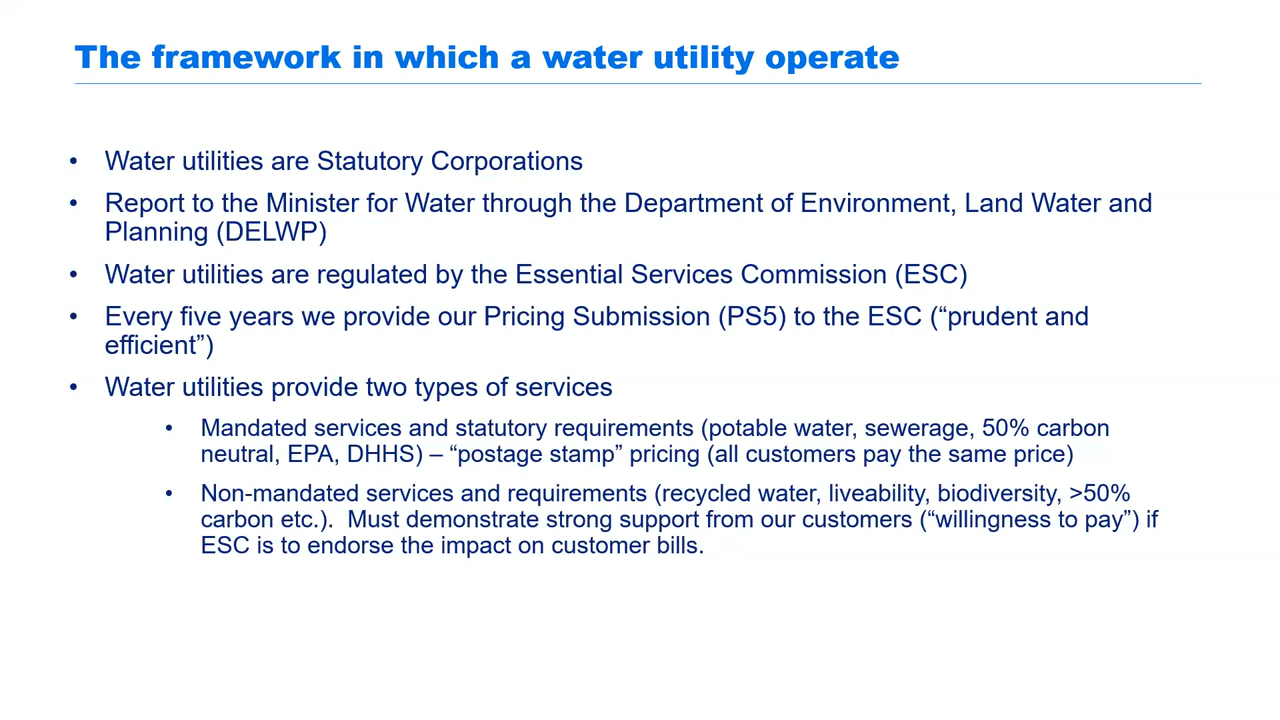 The framework in which a water utility operate
• Water utilities are Statutory Corporations
• Report to the Minister for Water through the Department of Environment, Land Water and
Planning (DELWP)
• Water utilities are regulated by the Essential Services Commission (ESC)
• Every five years we provide our Pricing Submission (PS5) to the ESC (“prudent and
efficient”)
• Water utilities provide two types of services
• Mandated services and statutory requirements (potable water, sewerage, 50% carbon
neutral, EPA, DHHS) – “postage stamp” pricing (all customers pay the same price)
• Non-mandated services and requirements (recycled water, liveability, biodiversity, >50%
carbon etc.).  Must demonstrate strong support from our customers (“willingness to pay”) if
ESC is to endorse the impact on customer bills.